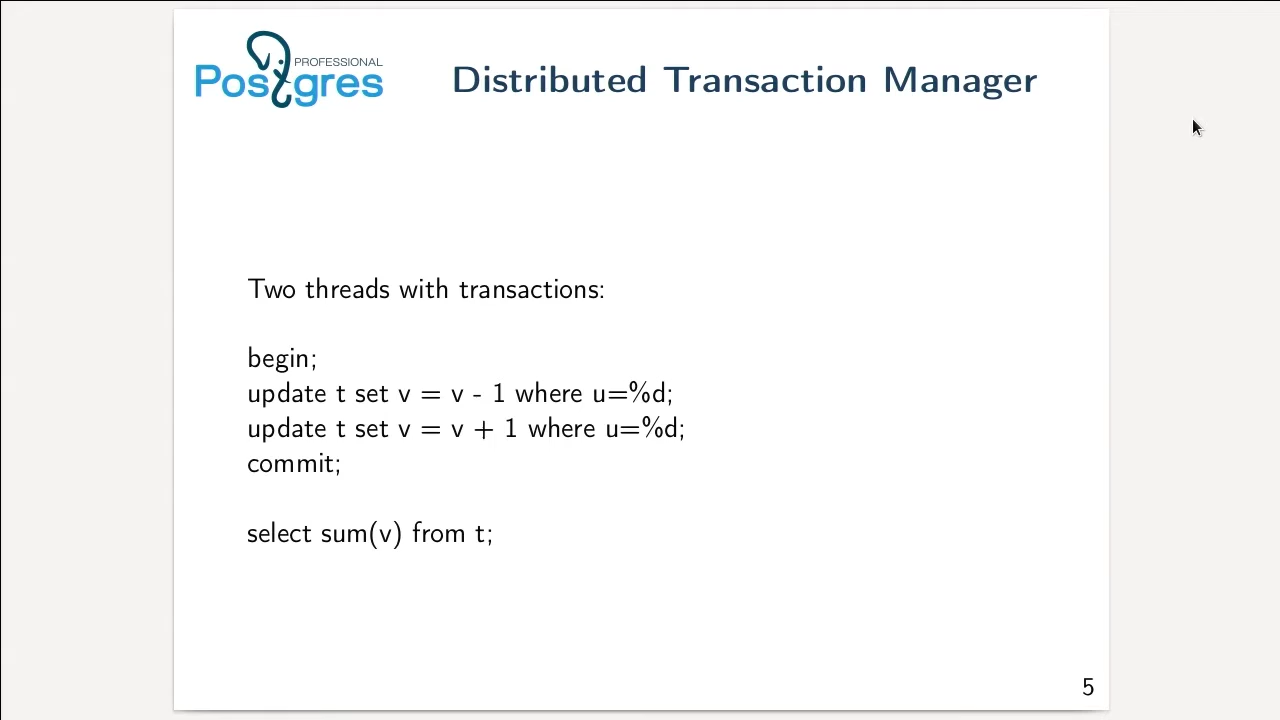 PROFESSIONAL
Postgres
Distributed Transaction Manager
Two threads with transactions:
begin;
update t set v = v - 1 where u=%d;
update t set v = v + 1 where u=%d;
commit;
select sum(v) from t;
5